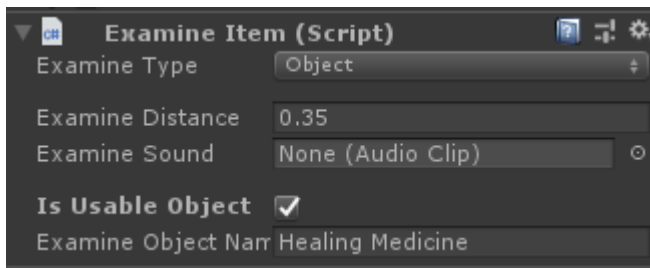 Examine Item (Script)
Examine Type Object
Examine Distance 0.35
Examine Sound None (Audio Clip)
Is Usable Object
Examine Object Nam Healing Medicine